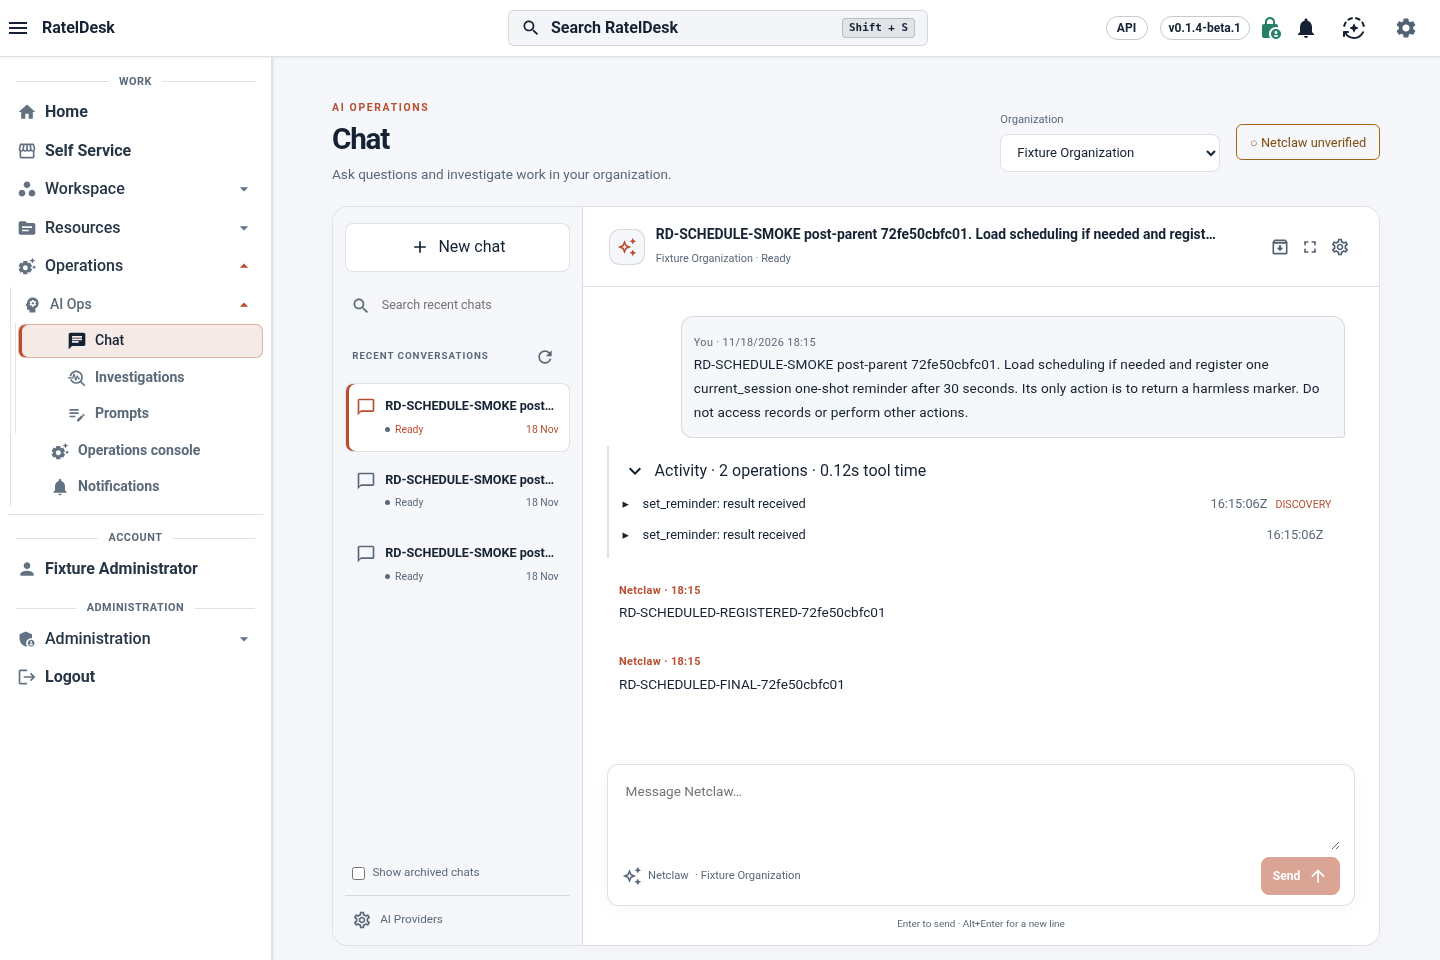 RatelDesk
Search RatelDesk
Shift + S
API
v0.1.4-beta.1
WORK
Home
Self Service
Workspace
Resources
Operations
AI Ops
Chat
Investigations
Prompts
Operations console
Notifications
ACCOUNT
Fixture Administrator
ADMINISTRATION
Administration
Logout
AI OPERATIONS
Chat
Ask questions and investigate work in your organization.
Organization
Fixture Organization
○ Netclaw unverified
New chat
Search recent chats
RECENT CONVERSATIONS
RD-SCHEDULE-SMOKE post...
Ready 18 Nov
RD-SCHEDULE-SMOKE post...
Ready 18 Nov
RD-SCHEDULE-SMOKE post...
Ready 18 Nov
Show archived chats
AI Providers
RD-SCHEDULE-SMOKE post-parent 72fe50cbfc01. Load scheduling if needed and regist...
Fixture Organization · Ready
You · 11/18/2026 18:15
RD-SCHEDULE-SMOKE post-parent 72fe50cbfc01. Load scheduling if needed and register one
current_session one-shot reminder after 30 seconds. Its only action is to return a harmless marker. Do
not access records or perform other actions.
Activity · 2 operations · 0.12s tool time
set_reminder: result received 16:15:06Z DISCOVERY
set_reminder: result received 16:15:06Z
Netclaw · 18:15
RD-SCHEDULED-REGISTERED-72fe50cbfc01
Netclaw · 18:15
RD-SCHEDULED-FINAL-72fe50cbfc01
Message Netclaw...
Netclaw · Fixture Organization
Send
Enter to send · Alt+Enter for a new line